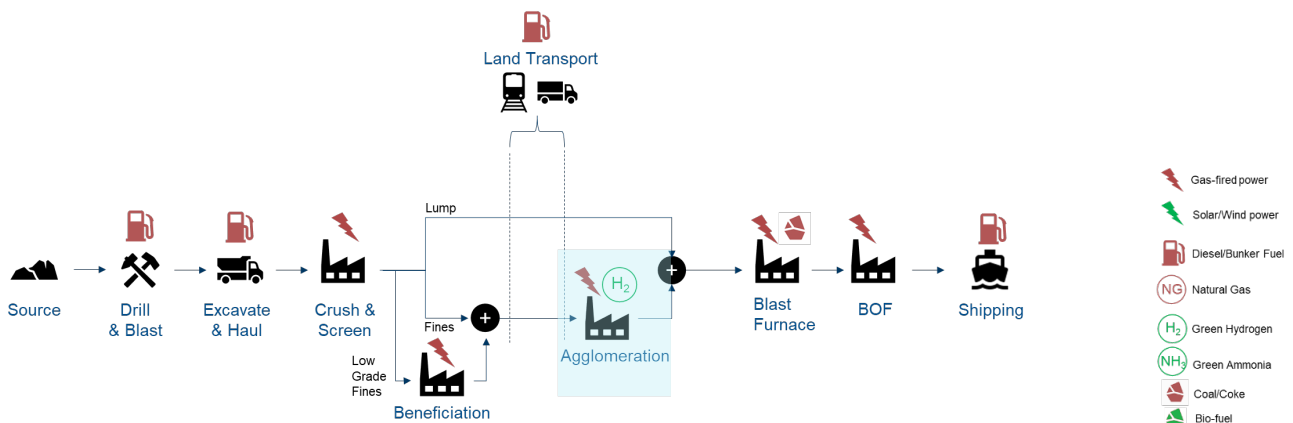 Land Transport
Lump
Source
Drill
& Blast
Excavate
& Haul
Crush &
Screen
Fines
Low
Grade
Fines
Beneficiation
H2
Agglomeration
Blast
Furnace
BOF
Shipping
Gas-fired power
Solar/Wind power
Diesel/Bunker Fuel
NG Natural Gas
H2 Green Hydrogen
NH3 Green Ammonia
Coal/Coke
Bio-fuel